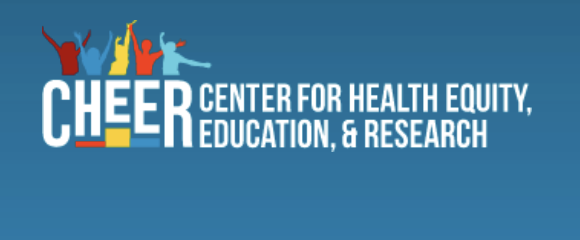 CHEER CENTER FOR HEALTH EQUITY,
EDUCATION, & RESEARCH